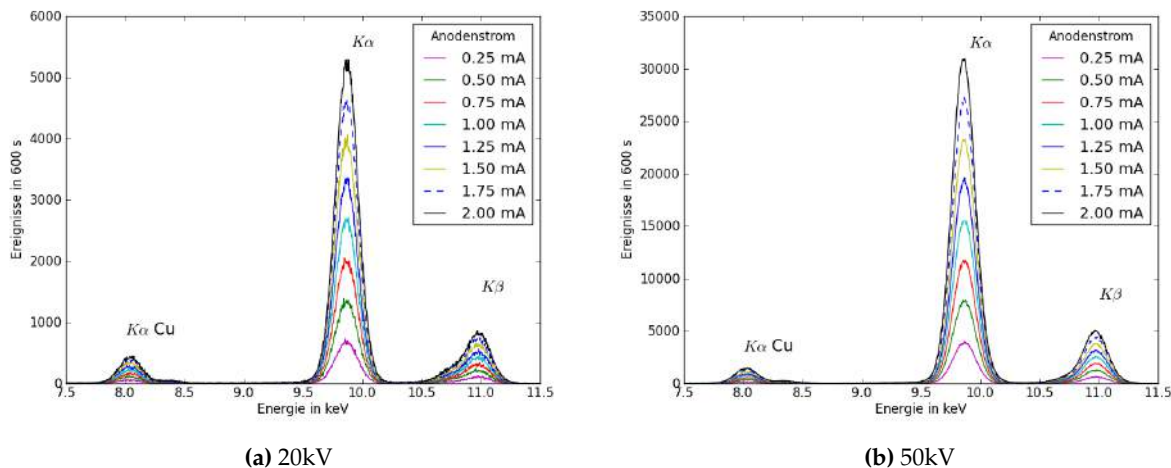 6000
5000
4000
3000
2000
1000
0
Ereignisse in 600 s
7.5 8.0 8.5 9.0 9.5 10.0 10.5 11.0 11.5
Energie in keV
Kα Cu
Kα
Kβ
Anodenstrom
0.25 mA
0.50 mA
0.75 mA
1.00 mA
1.25 mA
1.50 mA
1.75 mA
2.00 mA
(a) 20kV
35000
30000
25000
20000
15000
10000
5000
0
Ereignisse in 600 s
7.5 8.0 8.5 9.0 9.5 10.0 10.5 11.0 11.5
Energie in keV
Kα Cu
Kα
Kβ
Anodenstrom
0.25 mA
0.50 mA
0.75 mA
1.00 mA
1.25 mA
1.50 mA
1.75 mA
2.00 mA
(b) 50kV